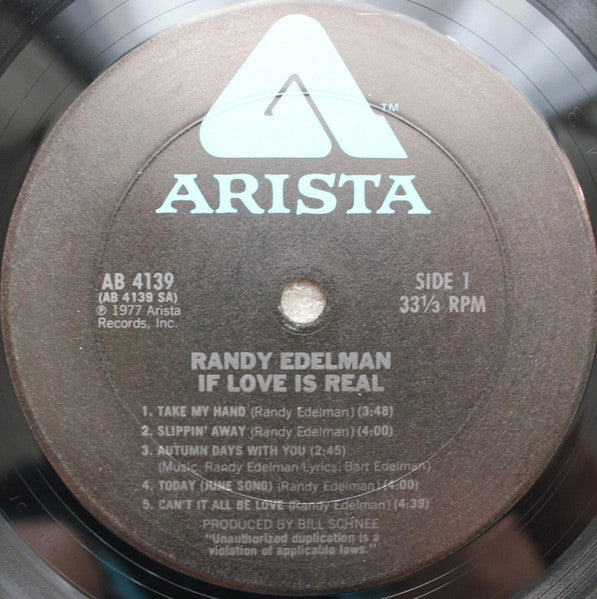 TM
ARISTA
AB 4139
(AB 4139 SA)
℗ 1977 Arista
Records, Inc.
SIDE 1
33⅓ RPM
RANDY EDELMAN
IF LOVE IS REAL
1. TAKE MY HAND (Randy Edelman) (3:48)
2. SLIPPIN' AWAY (Randy Edelman) (4:00)
3. AUTUMN DAYS WITH YOU (2:45)
(Music: Randy Edelman Lyrics: Bart Edelman)
4. TODAY (JUNE SONG) (Randy Edelman) (4:00)
5. CAN'T IT ALL BE LOVE (Randy Edelman) (4:39)
PRODUCED BY BILL SCHNEE
"Unauthorized duplication is a
violation of applicable laws."